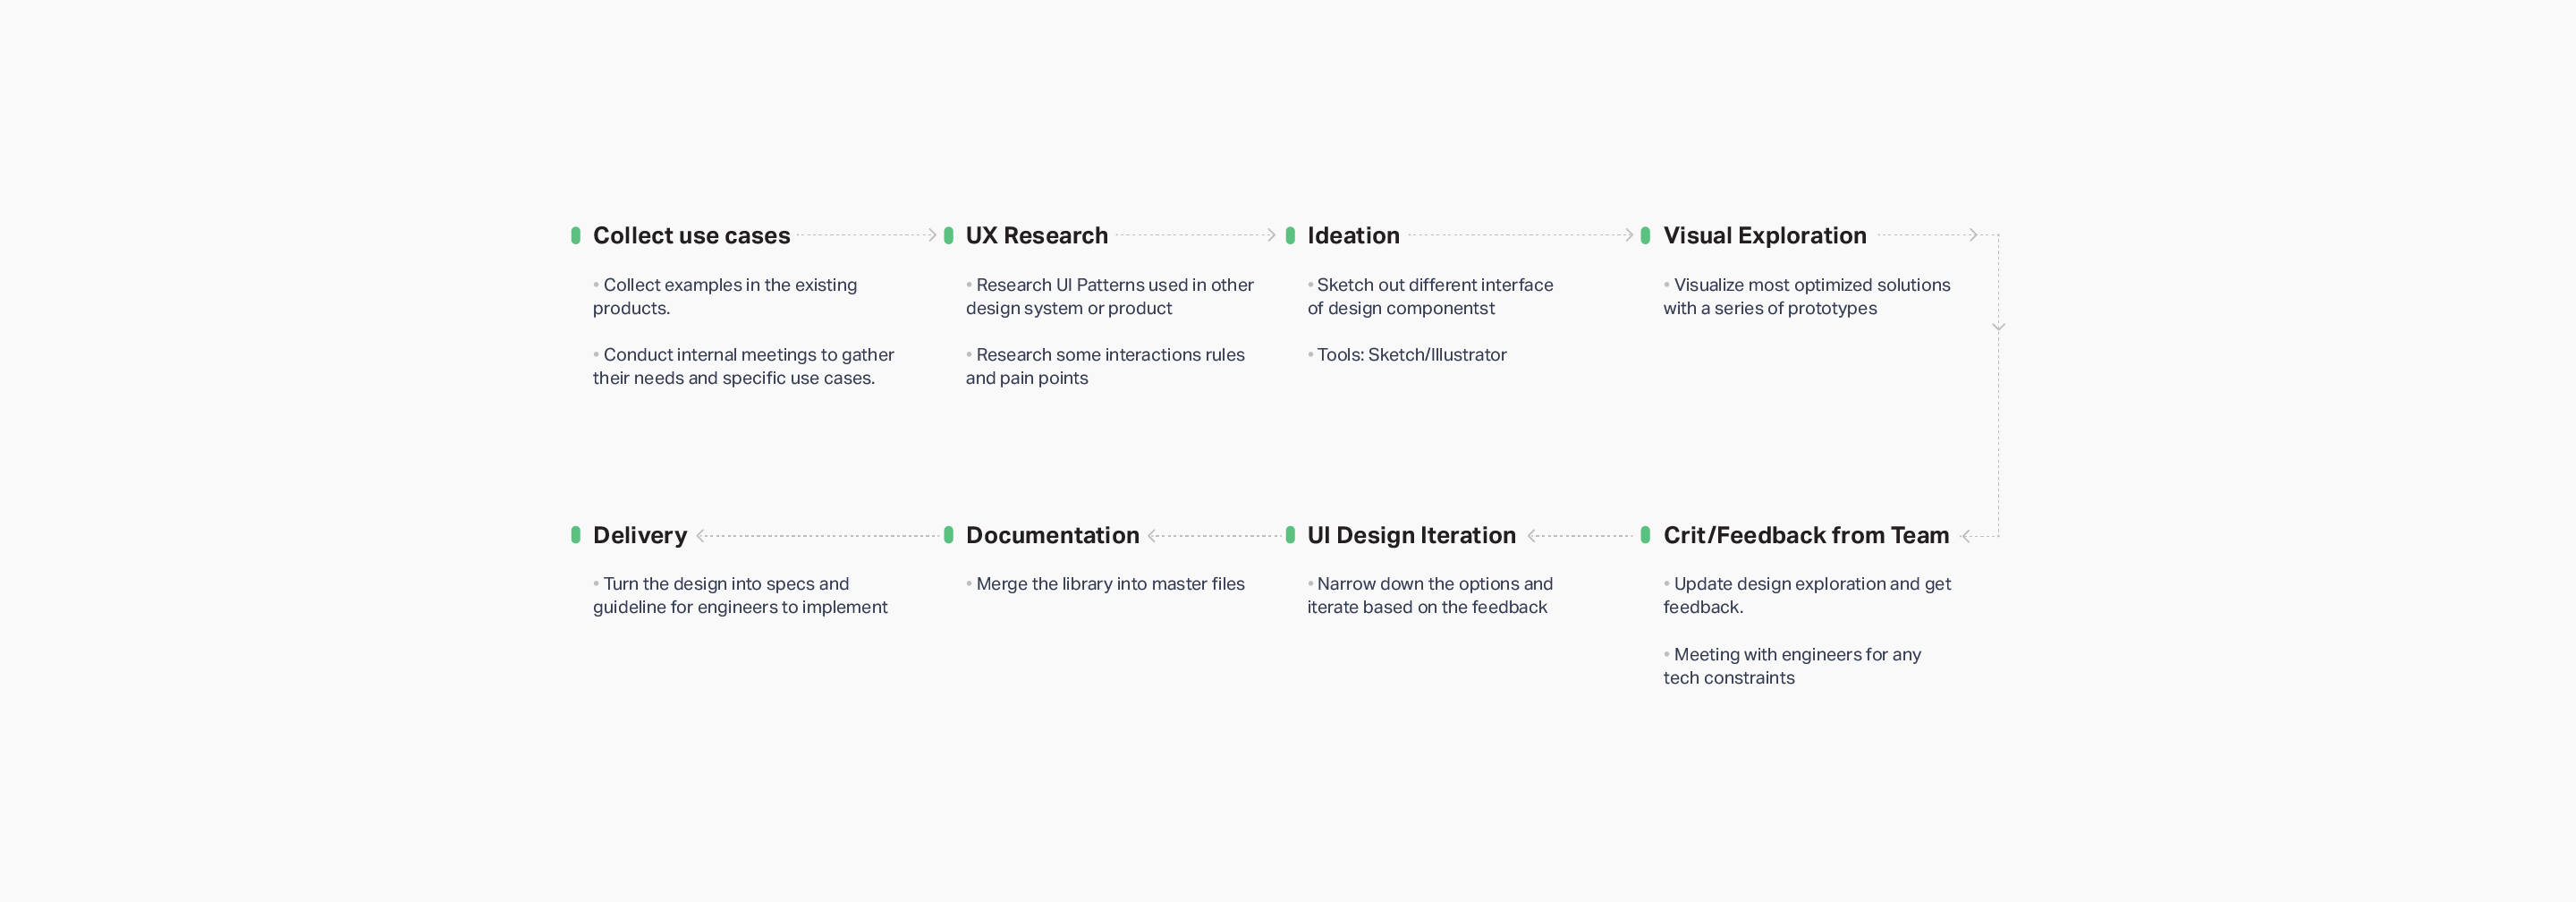 Collect use cases
• Collect examples in the existing
products.
• Conduct internal meetings to gather
their needs and specific use cases.
UX Research
• Research UI Patterns used in other
design system or product
• Research some interactions rules
and pain points
Ideation
• Sketch out different interface
of design componentst
• Tools: Sketch/Illustrator
Visual Exploration
• Visualize most optimized solutions
with a series of prototypes
Crit/Feedback from Team
• Update design exploration and get
feedback.
• Meeting with engineers for any
tech constraints
UI Design Iteration
• Narrow down the options and
iterate based on the feedback
Documentation
• Merge the library into master files
Delivery
• Turn the design into specs and
guideline for engineers to implement